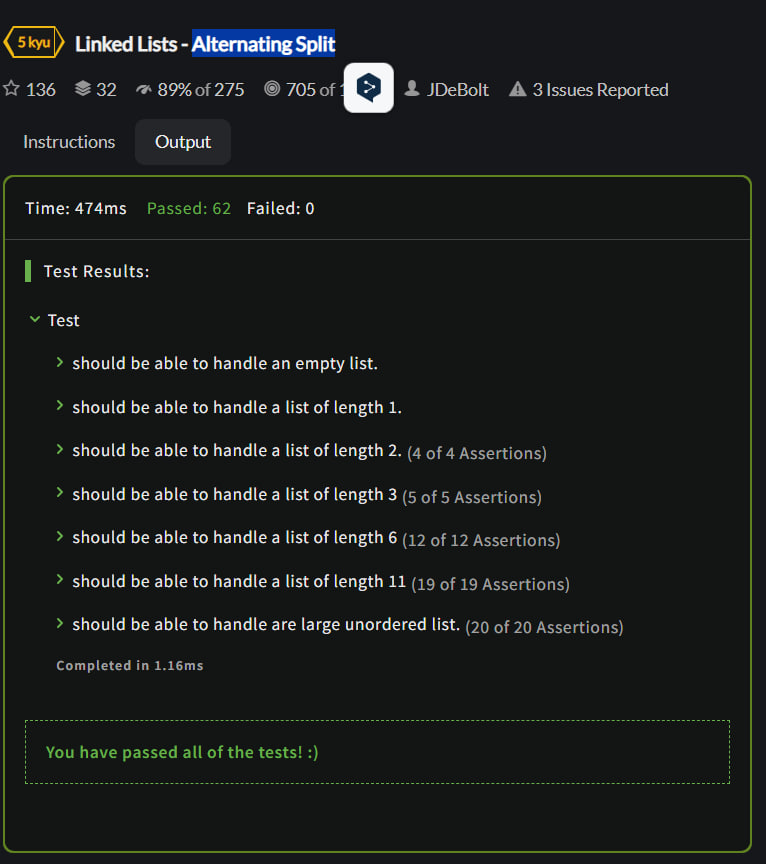 5 kyu Linked Lists - Alternating Split
136 32 89% of 275 705 of JDeBolt 3 Issues Reported
Instructions Output
Time: 474ms Passed: 62 Failed: 0
Test Results:
Test
should be able to handle an empty list.
should be able to handle a list of length 1.
should be able to handle a list of length 2. (4 of 4 Assertions)
should be able to handle a list of length 3 (5 of 5 Assertions)
should be able to handle a list of length 6 (12 of 12 Assertions)
should be able to handle a list of length 11 (19 of 19 Assertions)
should be able to handle are large unordered list. (20 of 20 Assertions)
Completed in 1.16ms
You have passed all of the tests! :)